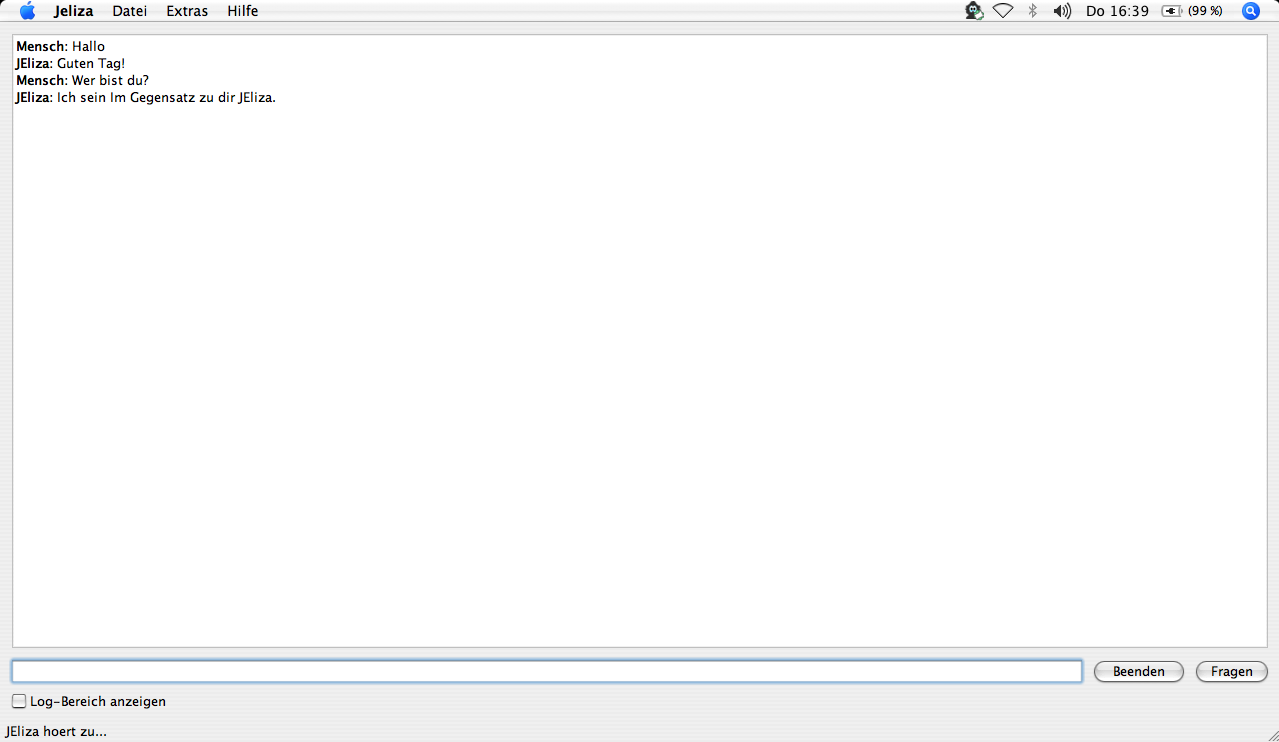 Jeliza Datei Extras Hilfe Do 16:39 (99 %)
Mensch: Hallo
JEliza: Guten Tag!
Mensch: Wer bist du?
JEliza: Ich sein Im Gegensatz zu dir JEliza.
Beenden Fragen
Log-Bereich anzeigen
JEliza hoert zu...